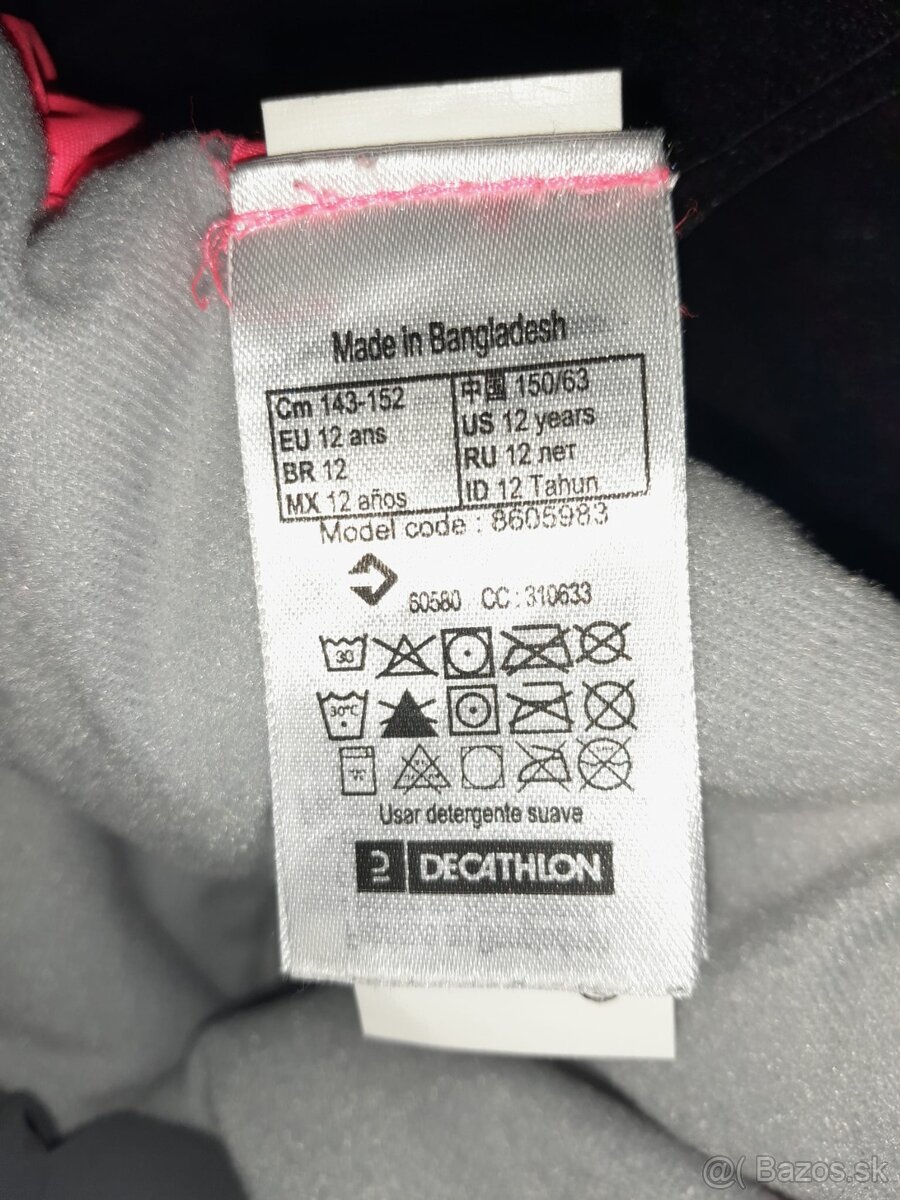 Made in Bangladesh
Cm 143-152
EU 12 ans
BR 12
MX 12 años
中国 150/63
US 12 years
RU 12 лет
ID 12 Tahun
Model code : 8605983
60580 CC : 310633
30
30°C
Usar detergente suave
DECATHLON
@( Bazos.sk